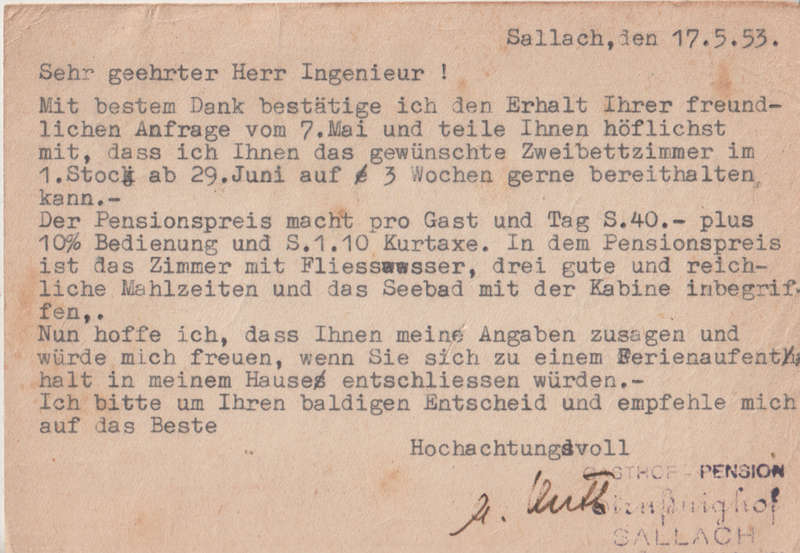 Sallach,den 17.5.53.
Sehr geehrter Herr Ingenieur !
Mit bestem Dank bestätige ich den Erhalt Ihrer freund-
lichen Anfrage vom 7.Mai und teile Ihnen höflichst
mit, dass ich Ihnen das gewünschte Zweibettzimmer im
1.Stock ab 29.Juni auf 3 Wochen gerne bereithalten
kann.-
Der Pensionspreis macht pro Gast und Tag S.40.- plus
10% Bedienung und S.1.10 Kurtaxe. In dem Pensionspreis
ist das Zimmer mit Fliesswawsser, drei gute und reich-
liche Mahlzeiten und das Seebad mit der Kabine inbegrif-
fen,.
Nun hoffe ich, dass Ihnen meine Angaben zusagen und
würde mich freuen, wenn Sie sich zu einem Ferienaufent
halt in meinem Hause entschliessen würden.-
Ich bitte um Ihren baldigen Entscheid und empfehle mich
auf das Beste
Hochachtungsvoll
GASTHOF - PENSION
SALLACH